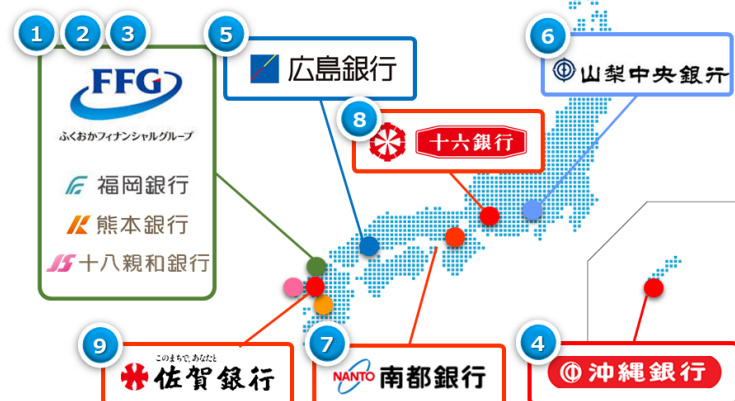 1 2 3
FFG
ふくおかフィナンシャルグループ
福岡銀行
熊本銀行
十八親和銀行
5
広島銀行
6
山梨中央銀行
8
十六銀行
9
このまちで、あなたと
佐賀銀行
7
NANTO 南都銀行
4
沖縄銀行